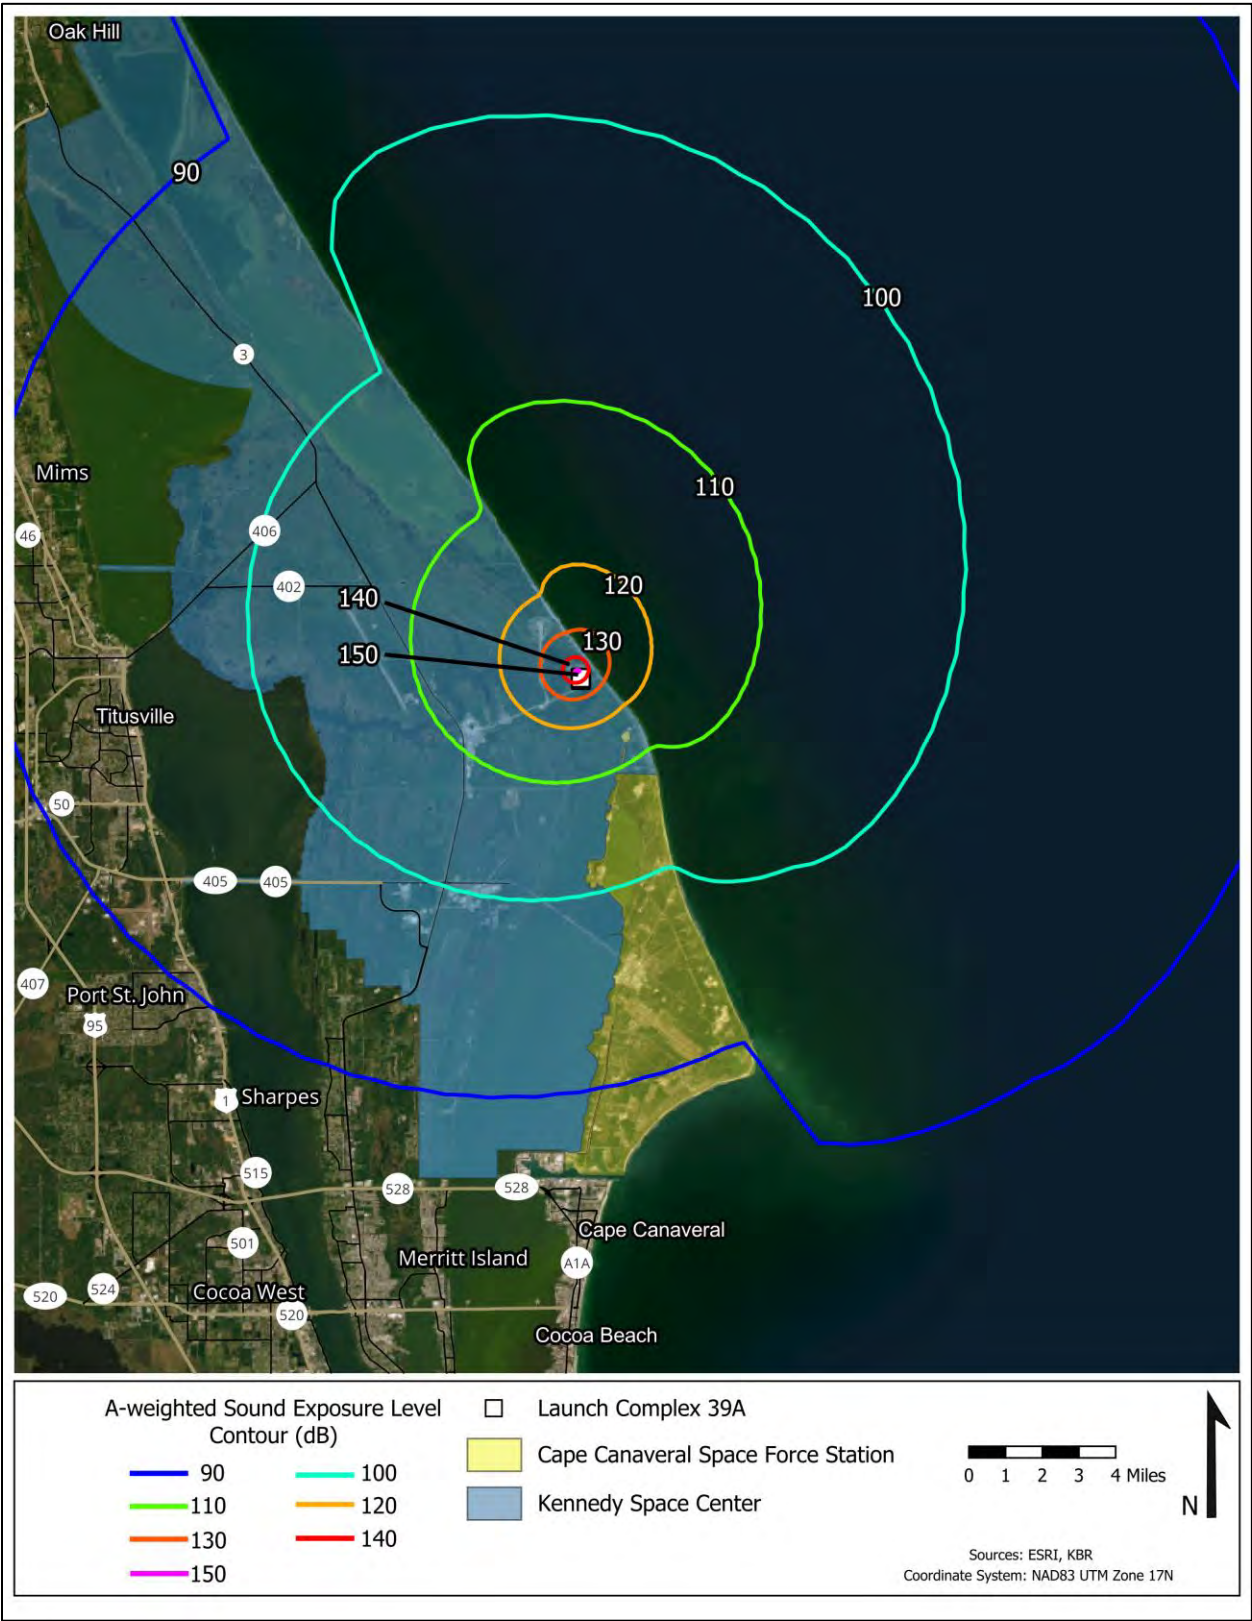 Oak Hill
90
100
3
Mims
110
46
406
402
120
140
130
150
Titusville
50
405
405
407
Port St. John
95
1
Sharpes
515
528
528
501
Cape Canaveral
Merritt Island
A1A
520
524
Cocoa West
520
Cocoa Beach
A-weighted Sound Exposure Level
Contour (dB)
90
100
110
120
130
140
150
Launch Complex 39A
Cape Canaveral Space Force Station
Kennedy Space Center
0 1 2 3 4 Miles
N
Sources: ESRI, KBR
Coordinate System: NAD83 UTM Zone 17N